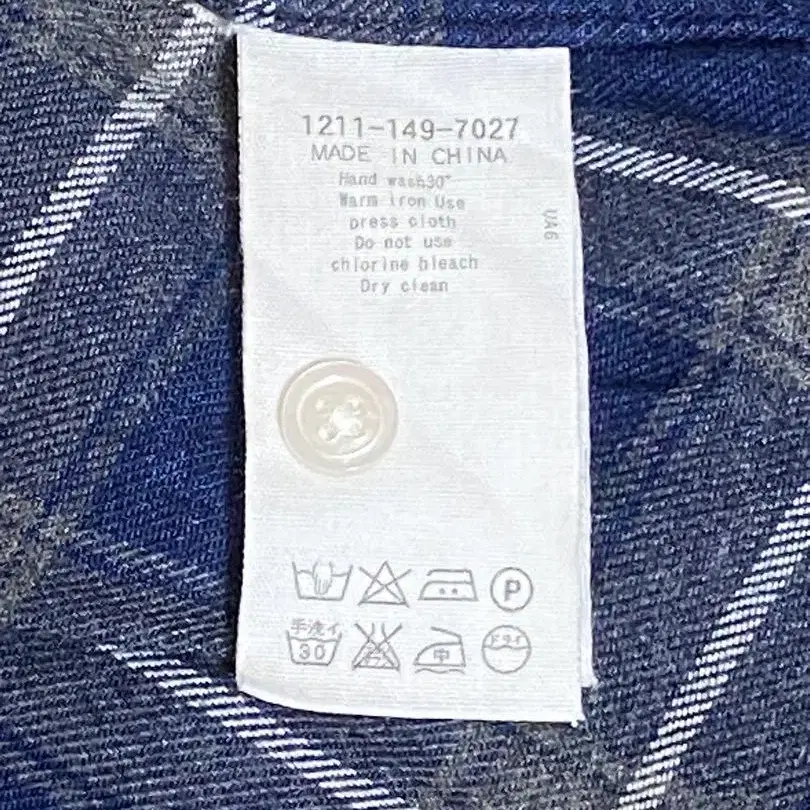 1211-149-7027
MADE IN CHINA
Hand wash30°
Warm iron Use
press cloth
Do not use
chlorine bleach
Dry clean
UA6
P
手洗イ
30
中
ドライ